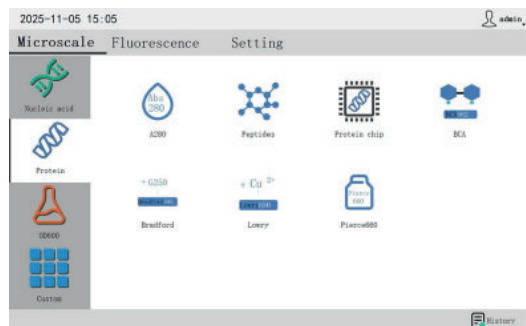 2025-11-05 15:05
admin
Microscale Fluorescence Setting
Nucleic acid
Protein
OD600
Custom
Abs
280
A280
Peptides
Protein chip
BCA
+ G250
Bradford
+ Cu 2+
Lowry
Pierce
660
Pierce660
History